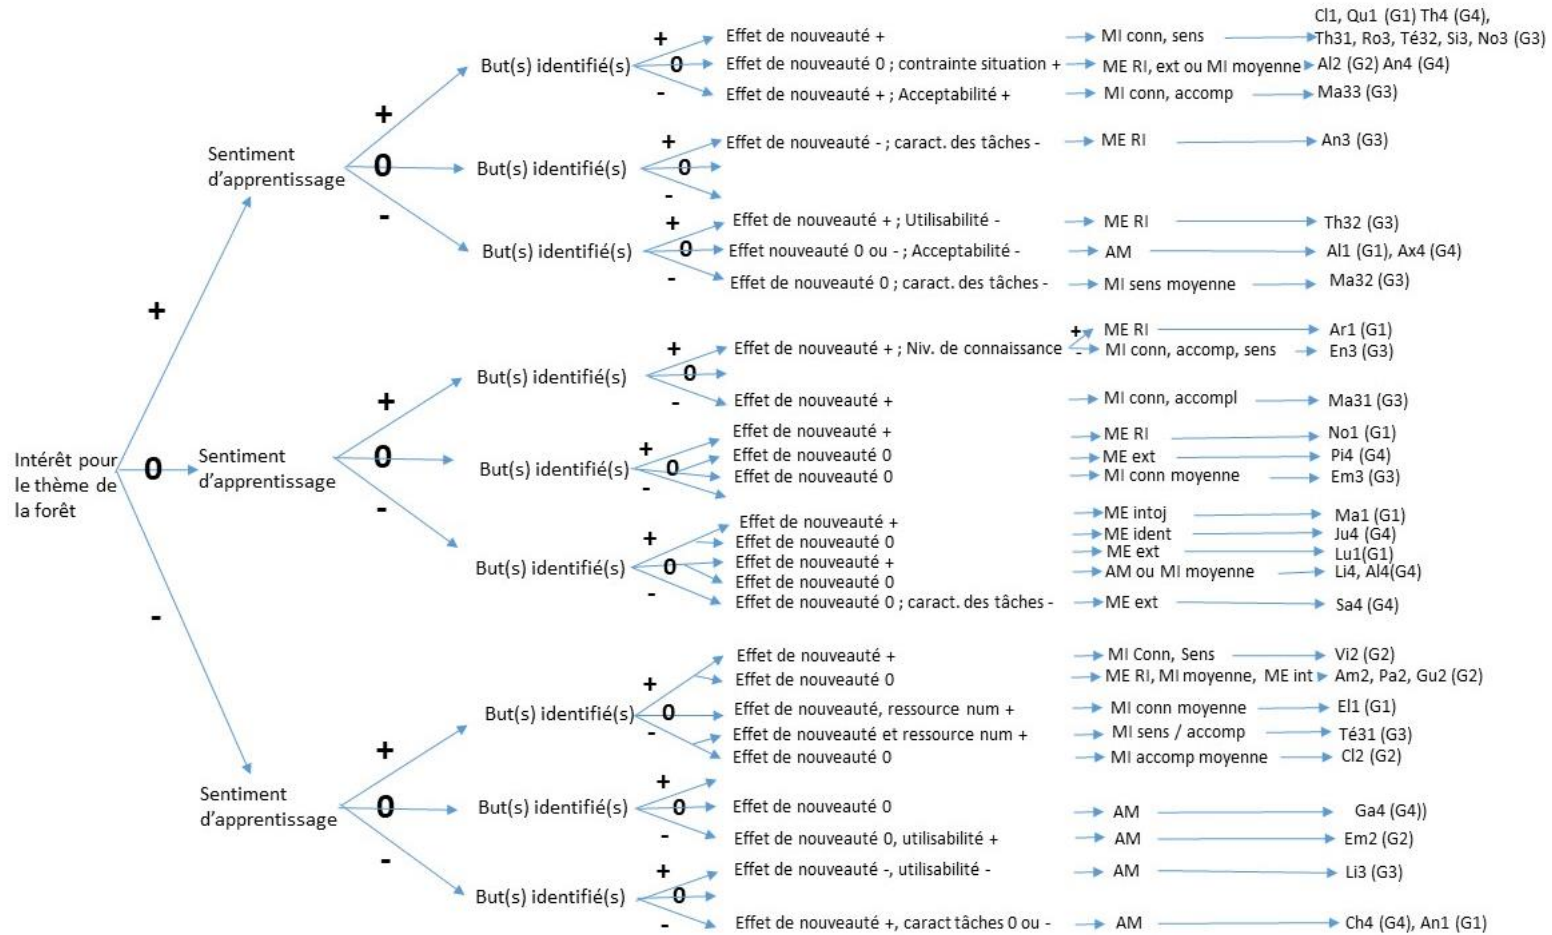 Cl1, Qu1 (G1) Th4 (G4),
+ Effet de nouveauté + MI conn, sens Th31, Ro3, Té32, Si3, No3 (G3)
But(s) identifié(s) 0 Effet de nouveauté 0 ; contrainte situation + ME RI, ext ou MI moyenne Al2 (G2) An4 (G4)
- Effet de nouveauté + ; Acceptabilité + MI conn, accomp Ma33 (G3)
+
+ Effet de nouveauté - ; caract. des tâches - ME RI An3 (G3)
Sentiment
d’apprentissage
0 But(s) identifié(s) 0
-
-
+ Effet de nouveauté + ; Utilisabilité - ME RI Th32 (G3)
But(s) identifié(s) 0 Effet nouveauté 0 ou - ; Acceptabilité - AM Al1 (G1), Ax4 (G4)
- Effet de nouveauté 0 ; caract. des tâches - MI sens moyenne Ma32 (G3)
+
+ ME RI Ar1 (G1)
+ Effet de nouveauté + ; Niv. de connaissance - MI conn, accomp, sens En3 (G3)
But(s) identifié(s) 0
- Effet de nouveauté + MI conn, accompl Ma31 (G3)
+
Effet de nouveauté + ME RI No1 (G1)
+ Effet de nouveauté 0 ME ext Pi4 (G4)
Intérêt pour
le thème de
la forêt
0 Sentiment
d’apprentissage
0 But(s) identifié(s) 0 Effet de nouveauté 0 MI conn moyenne Em3 (G3)
-
-
Effet de nouveauté + ME intoj Ma1 (G1)
+ Effet de nouveauté 0 ME ident Ju4 (G4)
Effet de nouveauté + ME ext Lu1(G1)
But(s) identifié(s) 0 Effet de nouveauté 0 AM ou MI moyenne Li4, Al4(G4)
- Effet de nouveauté 0 ; caract. des tâches - ME ext Sa4 (G4)
-
Effet de nouveauté + MI Conn, Sens Vi2 (G2)
+ Effet de nouveauté 0 ME RI, MI moyenne, ME int Am2, Pa2, Gu2 (G2)
But(s) identifié(s) 0 Effet de nouveauté, ressource num + MI conn moyenne El1 (G1)
- Effet de nouveauté et ressource num + MI sens / accomp Té31 (G3)
Effet de nouveauté 0 MI accomp moyenne Cl2 (G2)
+
+
Sentiment
d’apprentissage
0 But(s) identifié(s) 0 Effet de nouveauté 0 AM Ga4 (G4))
- Effet de nouveauté 0, utilisabilité + AM Em2 (G2)
-
+ Effet de nouveauté -, utilisabilité - AM Li3 (G3)
But(s) identifié(s) 0
- Effet de nouveauté +, caract tâches 0 ou - AM Ch4 (G4), An1 (G1)